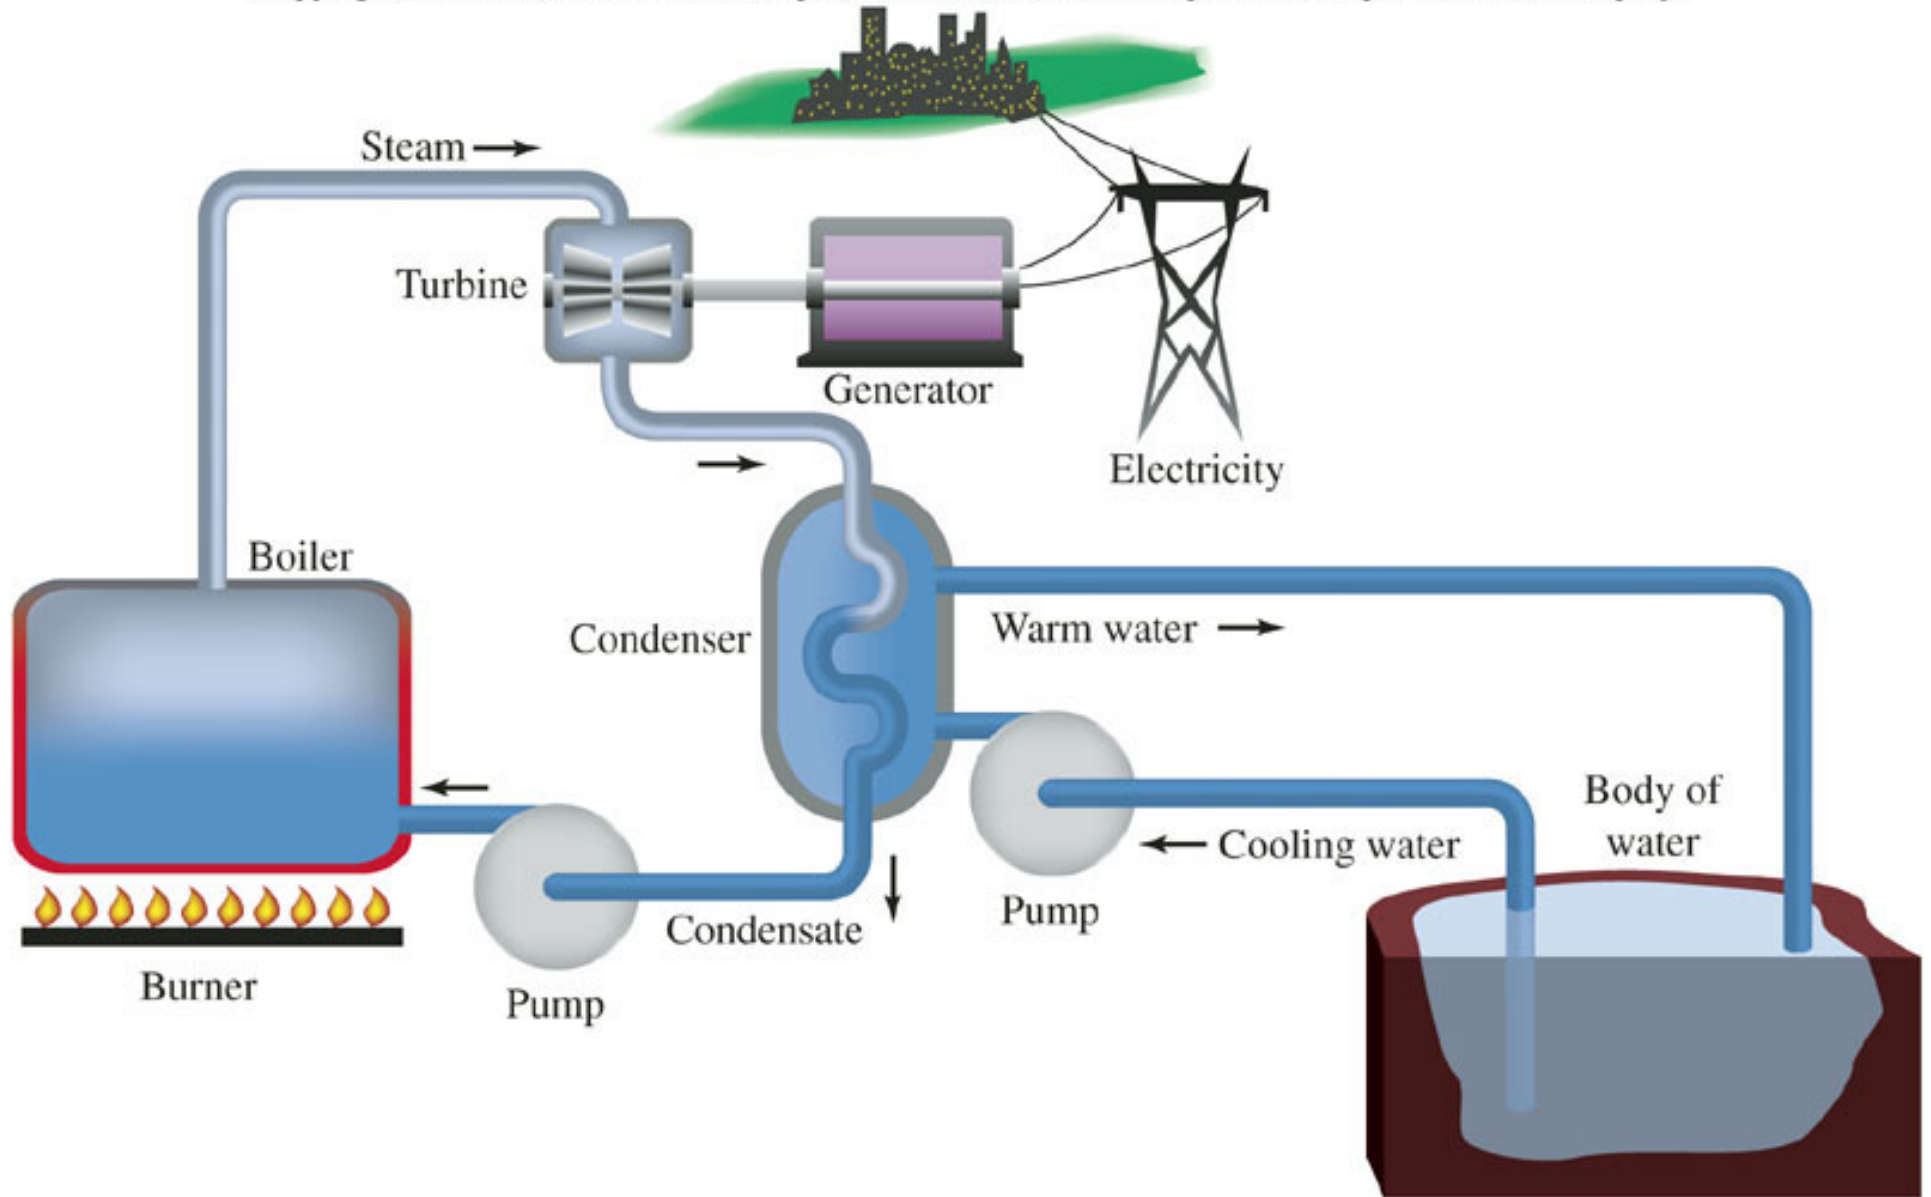 Steam
Turbine
Generator
Electricity
Boiler
Condenser
Warm water
Body of
water
Cooling water
Pump
Condensate
Burner
Pump